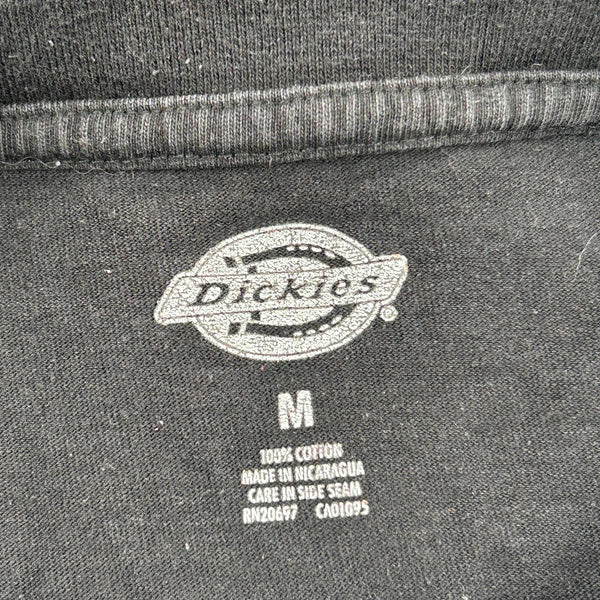 Dickies
®
M
100% COTTON
MADE IN NICARAGUA
CARE IN SIDE SEAM
RN20697 CA01095